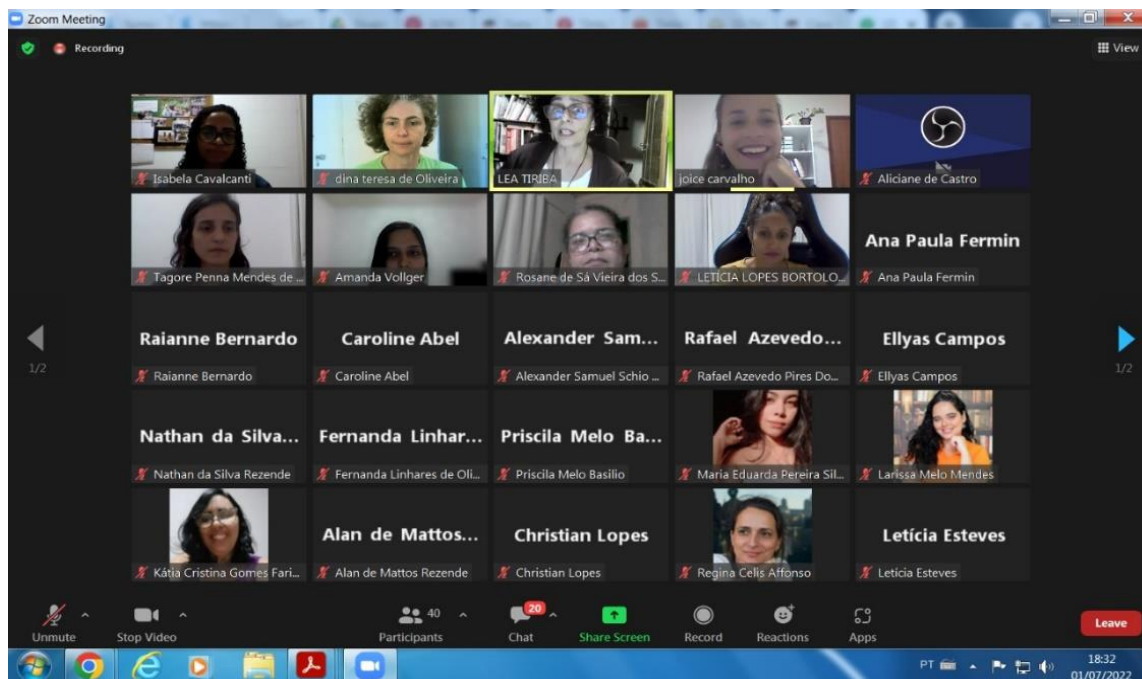 Zoom Meeting
Recording
View
Isabela Cavalcanti
dina teresa de Oliveira
LEA TIRIBA
joice carvalho
Aliciane de Castro
Tagore Penna Mendes de ...
Amanda Vollger
Rosane de Sá Vieira dos S...
LETÍCIA LOPES BORTOLO...
Ana Paula Fermin
Ana Paula Fermin
Raianne Bernardo
Raianne Bernardo
Caroline Abel
Caroline Abel
Alexander Sam...
Alexander Samuel Schio ...
Rafael Azevedo...
Rafael Azevedo Pires Do...
Ellyas Campos
Ellyas Campos
1/2
1/2
Nathan da Silva...
Nathan da Silva Rezende
Fernanda Linhar...
Fernanda Linhares de Oli...
Priscila Melo Ba...
Priscila Melo Basilio
Maria Eduarda Pereira Sil...
Larissa Melo Mendes
Kátia Cristina Gomes Fari...
Alan de Mattos...
Alan de Mattos Rezende
Christian Lopes
Christian Lopes
Regina Celis Affonso
Letícia Esteves
Letícia Esteves
Unmute
Stop Video
40
Participants
20
Chat
Share Screen
Record
Reactions
Apps
Leave
PT
18:32
01/07/2022